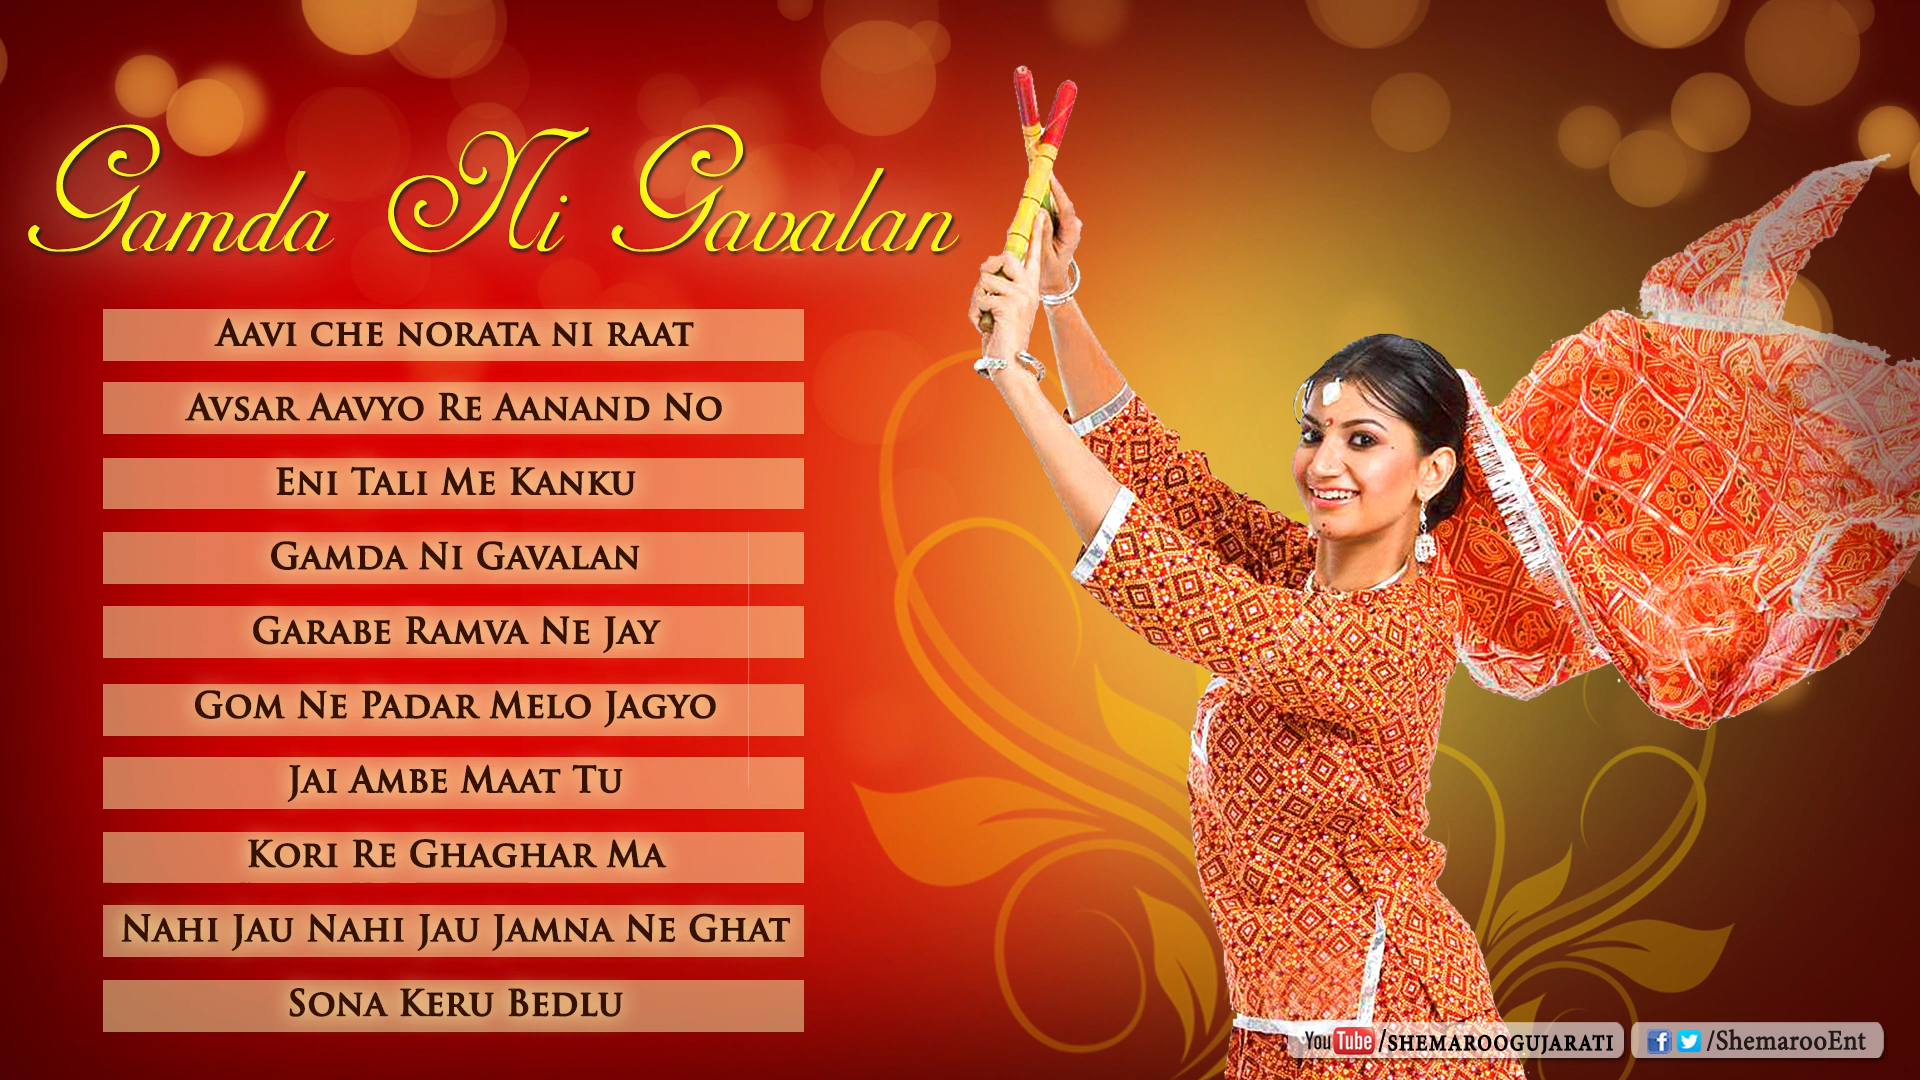 Gamda Ni Gavalan
Aavi che norata ni raat
Avsar Aavyo Re Aanand No
Eni Tali Me Kanku
Gamda Ni Gavalan
Garabe Ramva Ne Jay
Gom Ne Padar Melo Jagyo
Jai Ambe Maat Tu
Kori Re Ghaghar Ma
Nahi Jau Nahi Jau Jamna Ne Ghat
Sona Keru Bedlu
YouTube /SHEMAROOGUJARATI f /ShemarooEnt